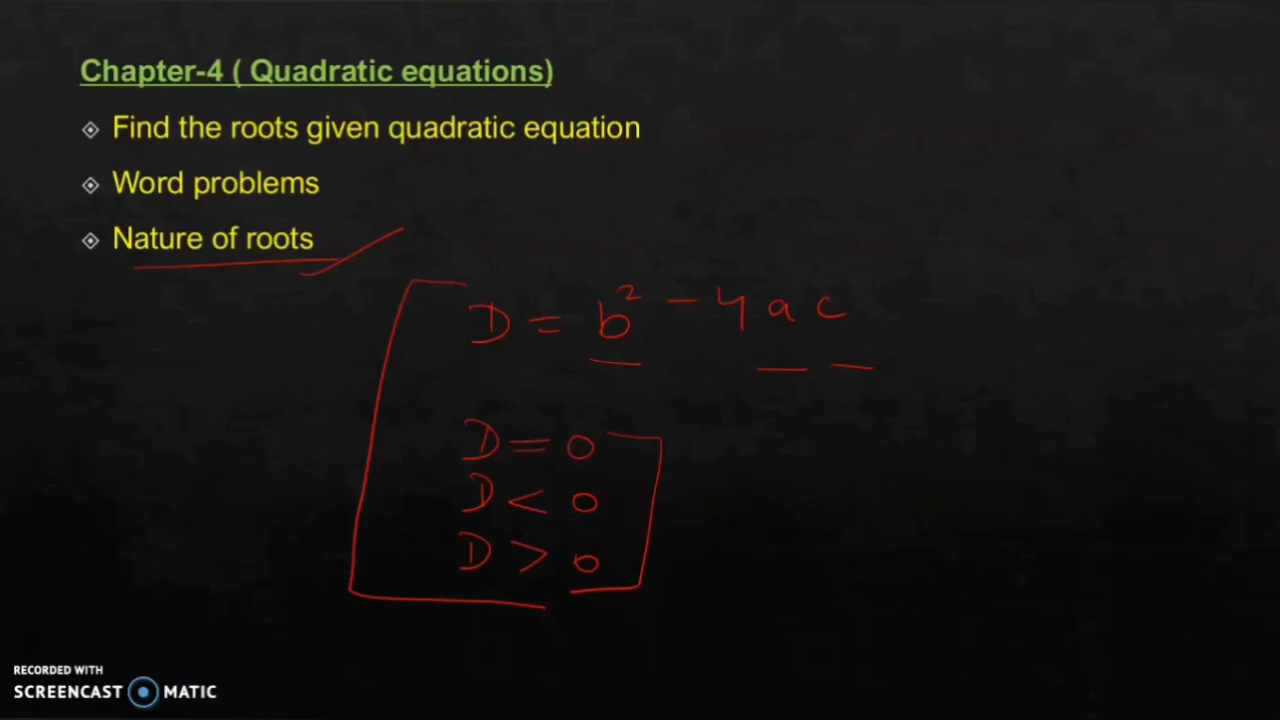 Chapter-4 ( Quadratic equations)
Find the roots given quadratic equation
Word problems
Nature of roots
D = b² - 4ac
D = 0
D < 0
D > 0
RECORDED WITH
SCREENCAST MATIC